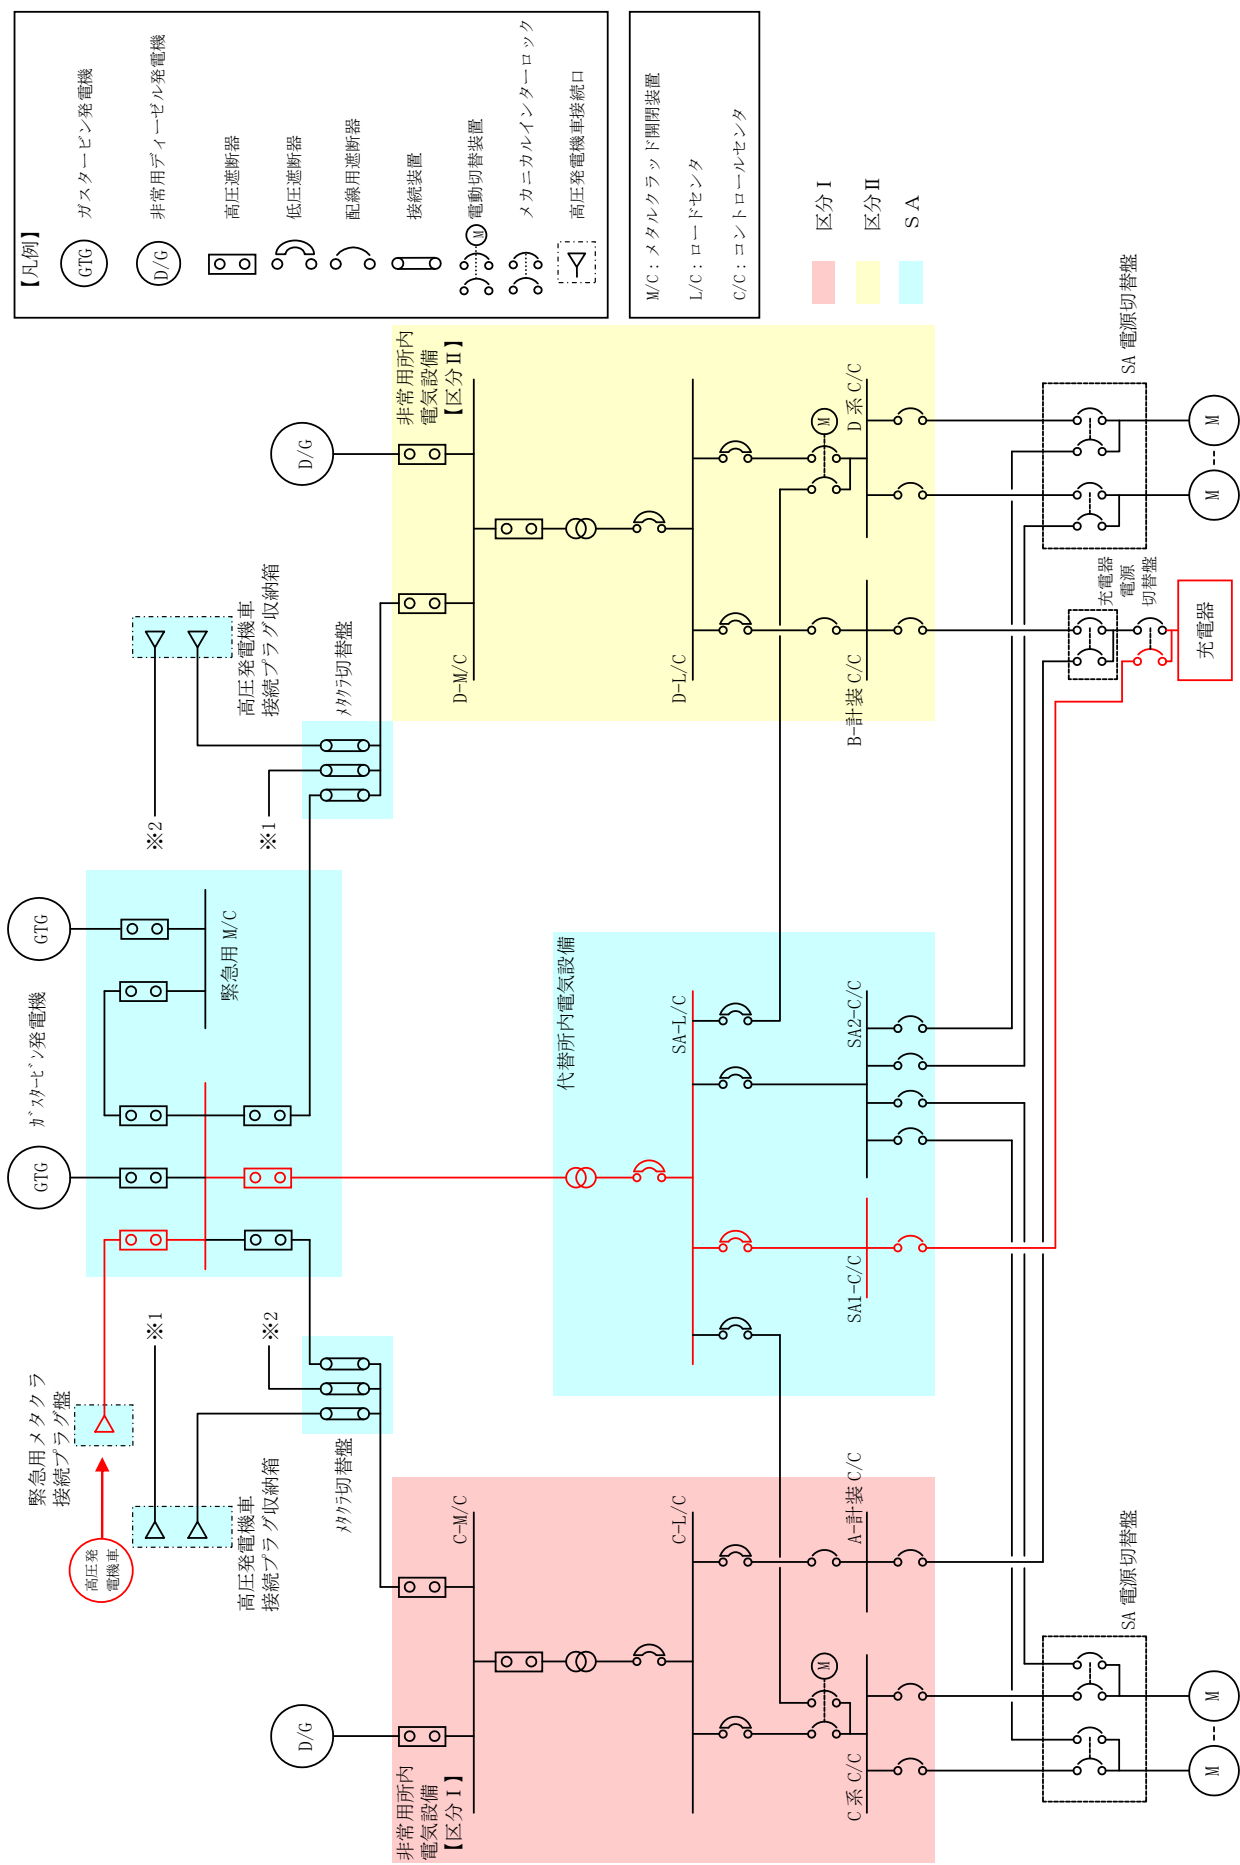 【凡例】
GTG
ガスタービン発電機
D/G
非常用ディーゼル発電機
高圧遮断器
低圧遮断器
配線用遮断器
接続装置
M
電動切替装置
メカニカルインターロック
高圧発電機車接続口
M/C：メタルクラッド開閉装置
L/C：ロードセンタ
C/C：コントロールセンタ
区分Ⅰ
区分Ⅱ
ＳＡ
高圧発
電機車
緊急用メタクラ
接続プラグ盤
GTG
ｶﾞｽﾀｰﾋﾞﾝ発電機
GTG
緊急用 M/C
※1
※2
高圧発電機車
接続プラグ収納箱
ﾒﾀｸﾗ切替盤
※2
※1
高圧発電機車
接続プラグ収納箱
ﾒﾀｸﾗ切替盤
D/G
非常用所内
電気設備
【区分Ⅰ】
C-M/C
C-L/C
M
C 系 C/C
A-計装 C/C
代替所内電気設備
SA-L/C
SA1-C/C
SA2-C/C
D/G
非常用所内
電気設備
【区分Ⅱ】
D-M/C
D-L/C
M
D 系 C/C
B-計装 C/C
SA 電源切替盤
M
M
充電器
電源
切替盤
充電器
SA 電源切替盤
M
M